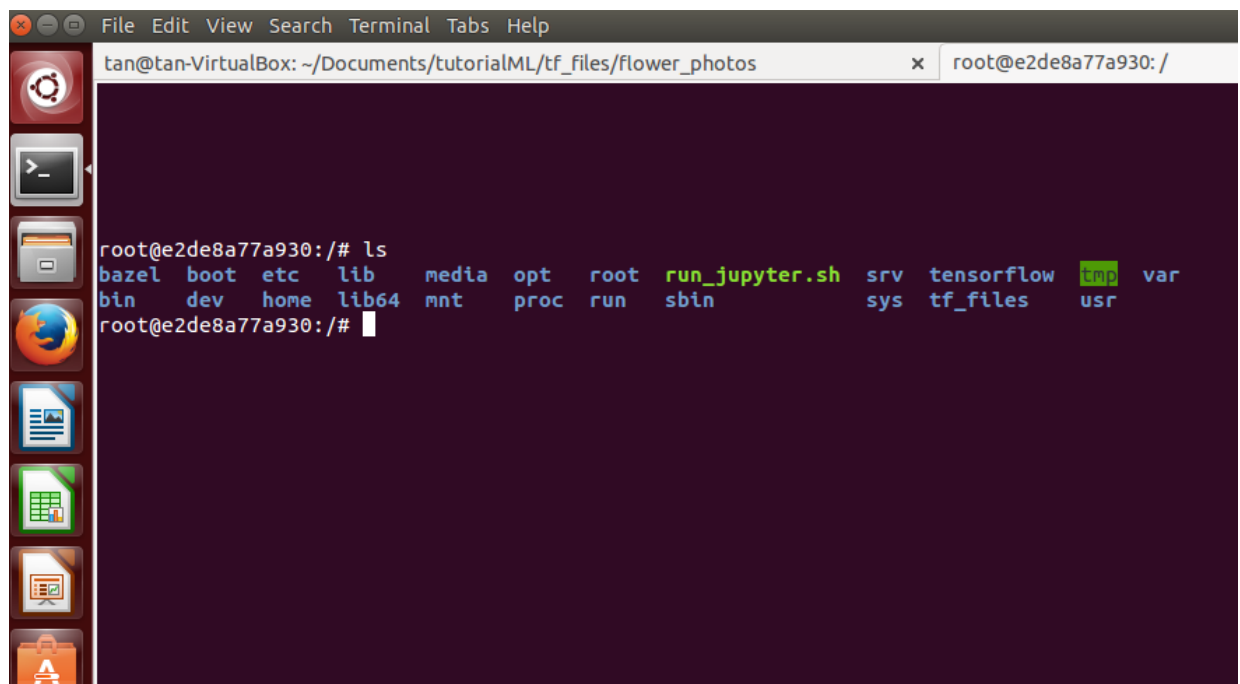 File Edit View Search Terminal Tabs Help
tan@tan-VirtualBox: ~/Documents/tutorialML/tf_files/flower_photos × root@e2de8a77a930: /
root@e2de8a77a930:/# ls
bazel boot etc lib media opt root run_jupyter.sh srv tensorflow tmp var
bin dev home lib64 mnt proc run sbin sys tf_files usr
root@e2de8a77a930:/#